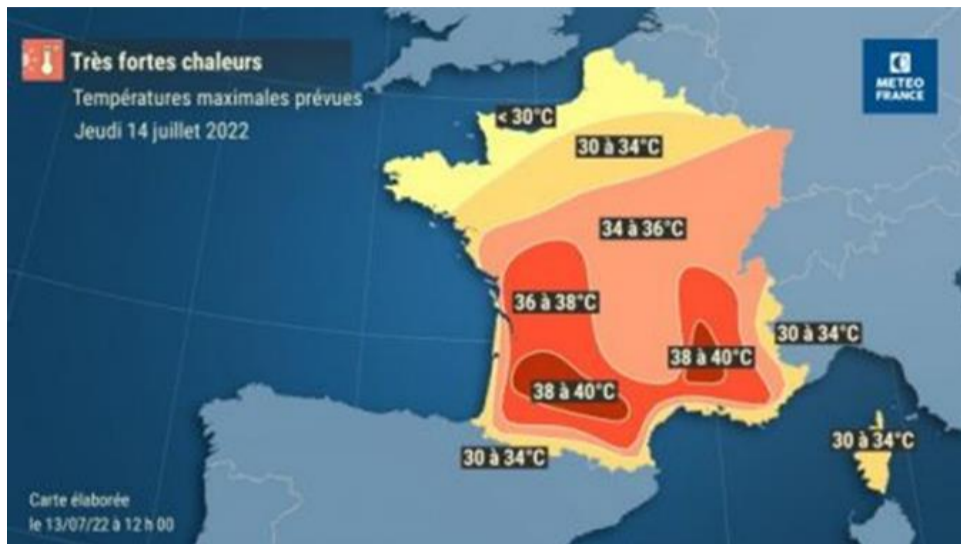 Très fortes chaleurs
Températures maximales prévues
Jeudi 14 juillet 2022
METEO
FRANCE
< 30°C
30 à 34°C
34 à 36°C
36 à 38°C
30 à 34°C
38 à 40°C
38 à 40°C
30 à 34°C
30 à 34°C
Carte élaborée
le 13/07/22 à 12 h 00